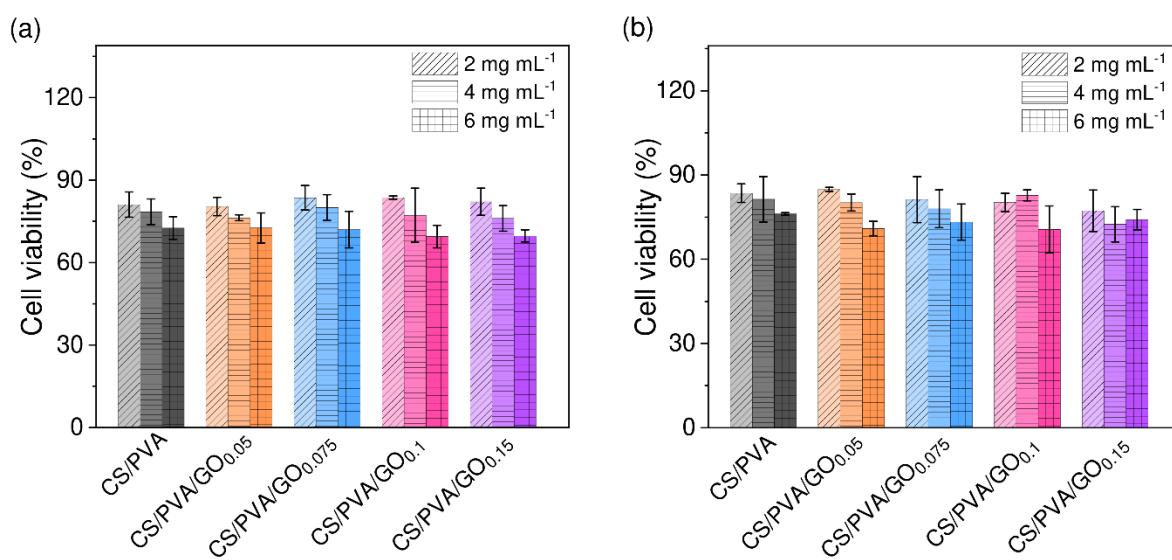 (a)
Cell viability (%)
120
90
60
30
0
2 mg mL⁻¹
4 mg mL⁻¹
6 mg mL⁻¹
CS/PVA
CS/PVA/GO₀.₀₅
CS/PVA/GO₀.₀₇₅
CS/PVA/GO₀.₁
CS/PVA/GO₀.₁₅
(b)
Cell viability (%)
120
90
60
30
0
2 mg mL⁻¹
4 mg mL⁻¹
6 mg mL⁻¹
CS/PVA
CS/PVA/GO₀.₀₅
CS/PVA/GO₀.₀₇₅
CS/PVA/GO₀.₁
CS/PVA/GO₀.₁₅